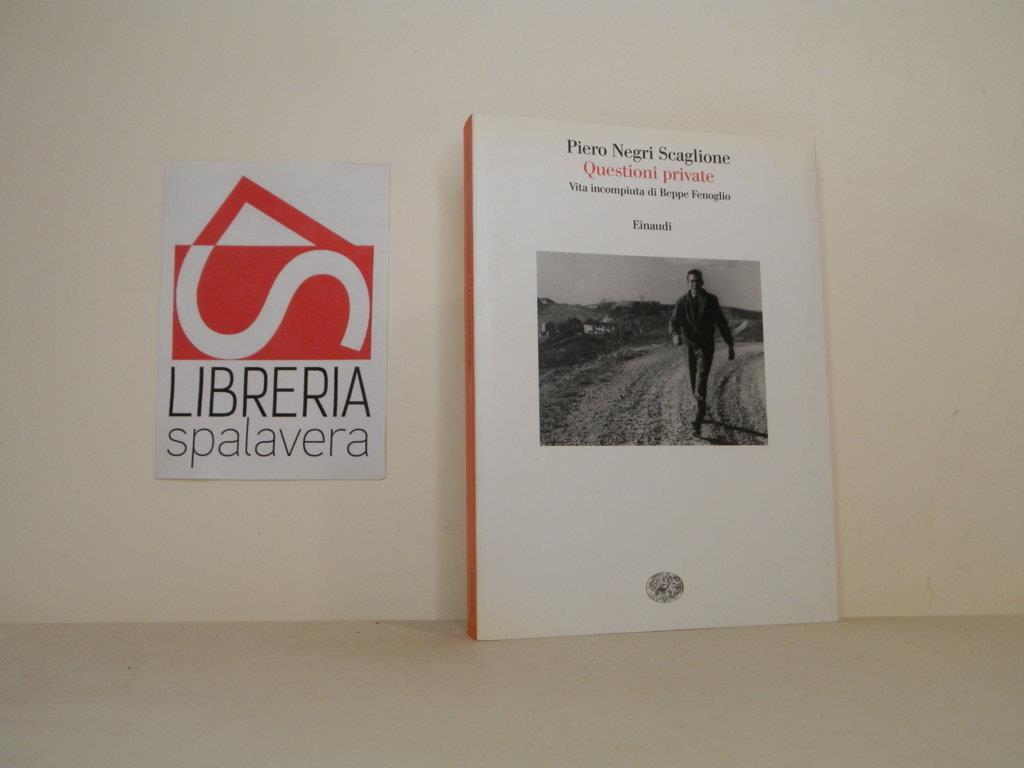 LIBRERIA
spalavera
Piero Negri Scaglione
Questioni private
Vita incompiuta di Beppe Fenoglio
Einaudi